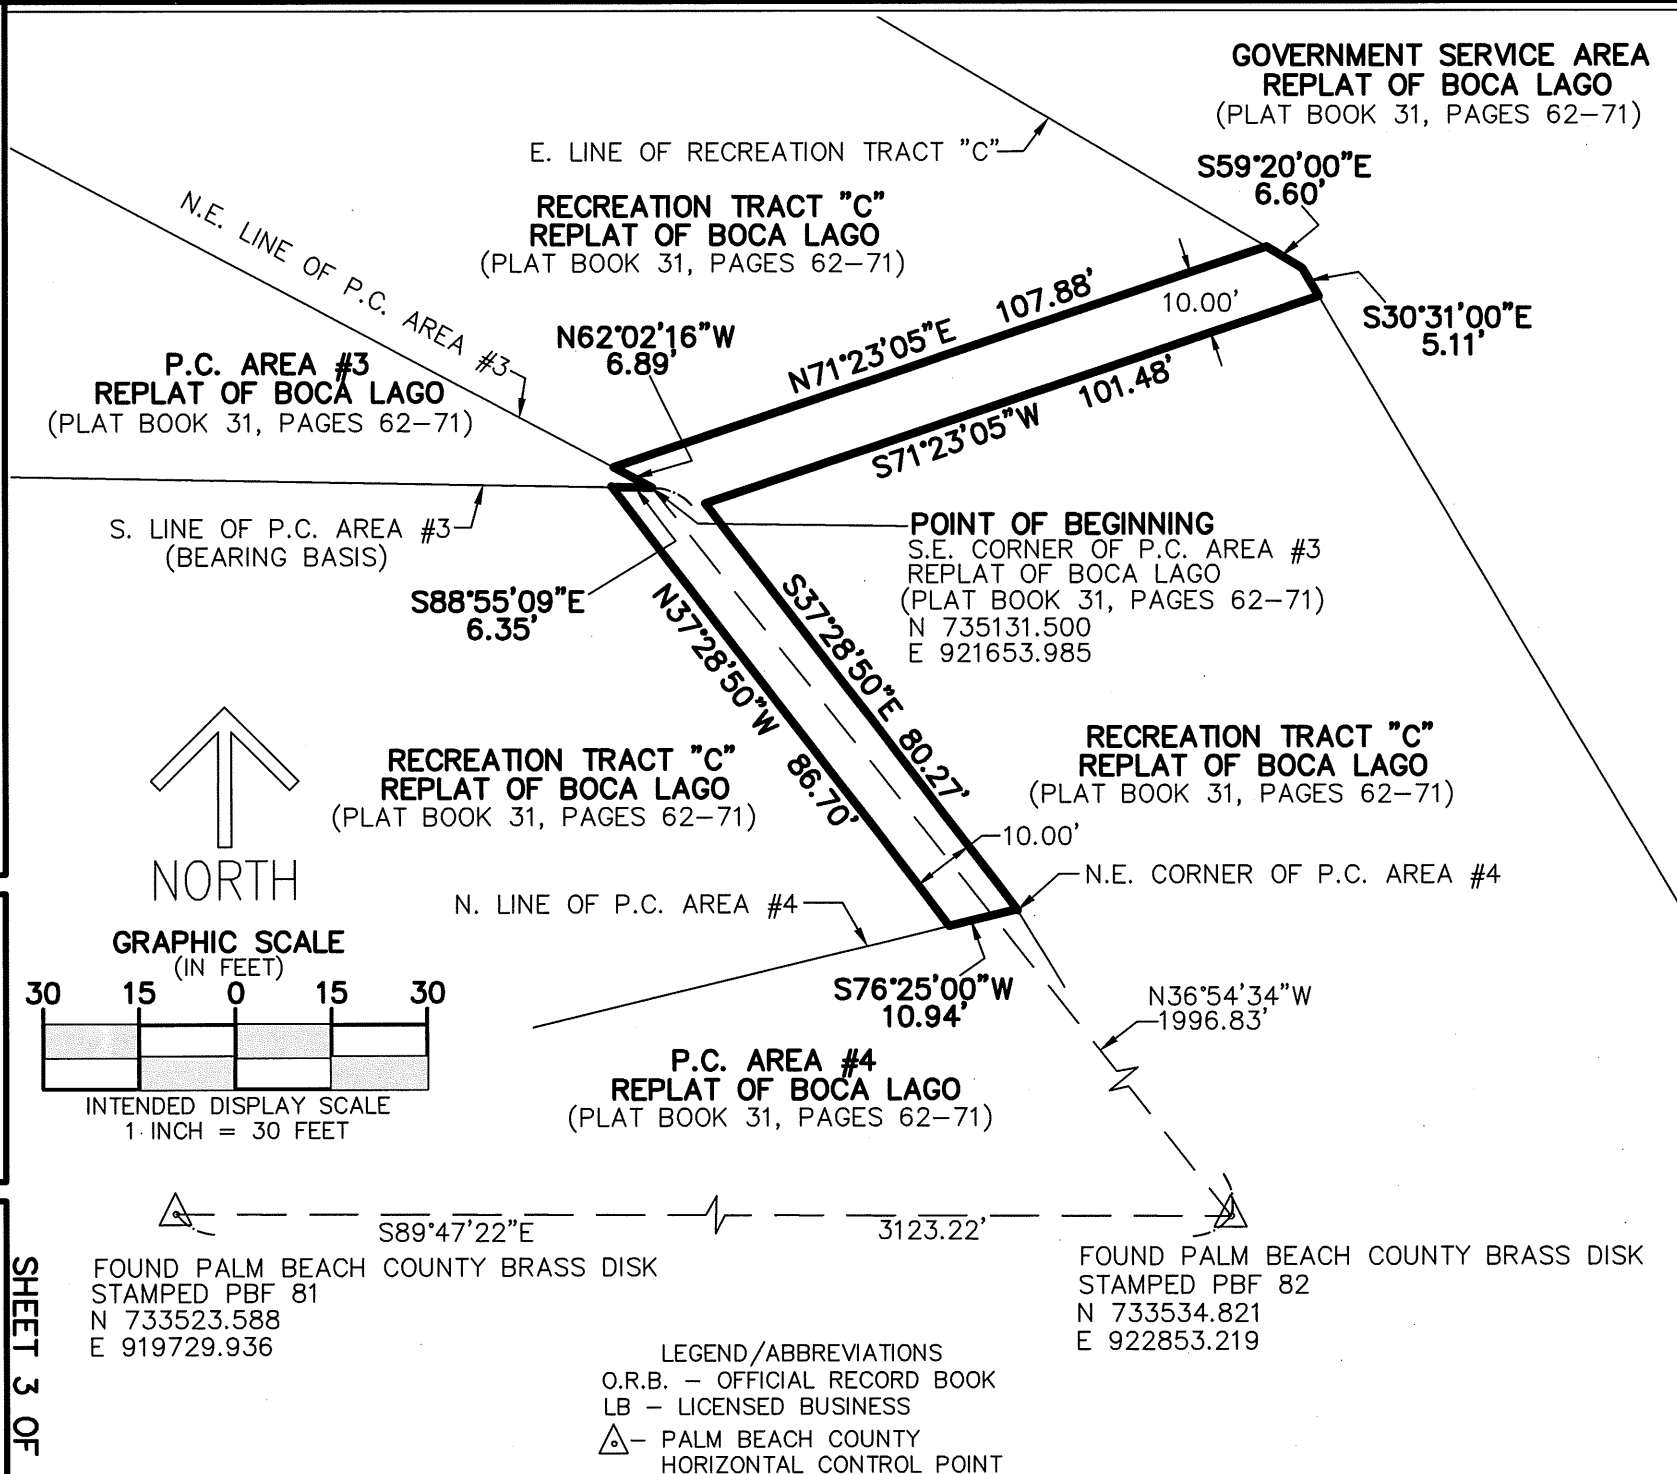 GOVERNMENT SERVICE AREA
REPLAT OF BOCA LAGO
(PLAT BOOK 31, PAGES 62-71)
E. LINE OF RECREATION TRACT "C"
S59°20'00"E
6.60'
RECREATION TRACT "C"
REPLAT OF BOCA LAGO
(PLAT BOOK 31, PAGES 62-71)
N.E. LINE OF P.C. AREA #3
N71°23'05"E 107.88'
10.00'
S30°31'00"E
5.11'
N62°02'16"W
6.89'
P.C. AREA #3
REPLAT OF BOCA LAGO
(PLAT BOOK 31, PAGES 62-71)
S71°23'05"W 101.48'
S. LINE OF P.C. AREA #3
(BEARING BASIS)
POINT OF BEGINNING
S.E. CORNER OF P.C. AREA #3
REPLAT OF BOCA LAGO
(PLAT BOOK 31, PAGES 62-71)
N 735131.500
E 921653.985
S88°55'09"E
6.35'
N37°28'50"W 86.70'
S37°28'50"E 80.27'
RECREATION TRACT "C"
REPLAT OF BOCA LAGO
(PLAT BOOK 31, PAGES 62-71)
RECREATION TRACT "C"
REPLAT OF BOCA LAGO
(PLAT BOOK 31, PAGES 62-71)
10.00'
N.E. CORNER OF P.C. AREA #4
N. LINE OF P.C. AREA #4
NORTH
GRAPHIC SCALE
(IN FEET)
30 15 0 15 30
INTENDED DISPLAY SCALE
1 INCH = 30 FEET
S76°25'00"W
10.94'
N36°54'34"W
1996.83'
P.C. AREA #4
REPLAT OF BOCA LAGO
(PLAT BOOK 31, PAGES 62-71)
S89°47'22"E 3123.22'
FOUND PALM BEACH COUNTY BRASS DISK
STAMPED PBF 81
N 733523.588
E 919729.936
FOUND PALM BEACH COUNTY BRASS DISK
STAMPED PBF 82
N 733534.821
E 922853.219
LEGEND/ABBREVIATIONS
O.R.B. - OFFICIAL RECORD BOOK
LB - LICENSED BUSINESS
- PALM BEACH COUNTY
HORIZONTAL CONTROL POINT
SHEET 3 OF